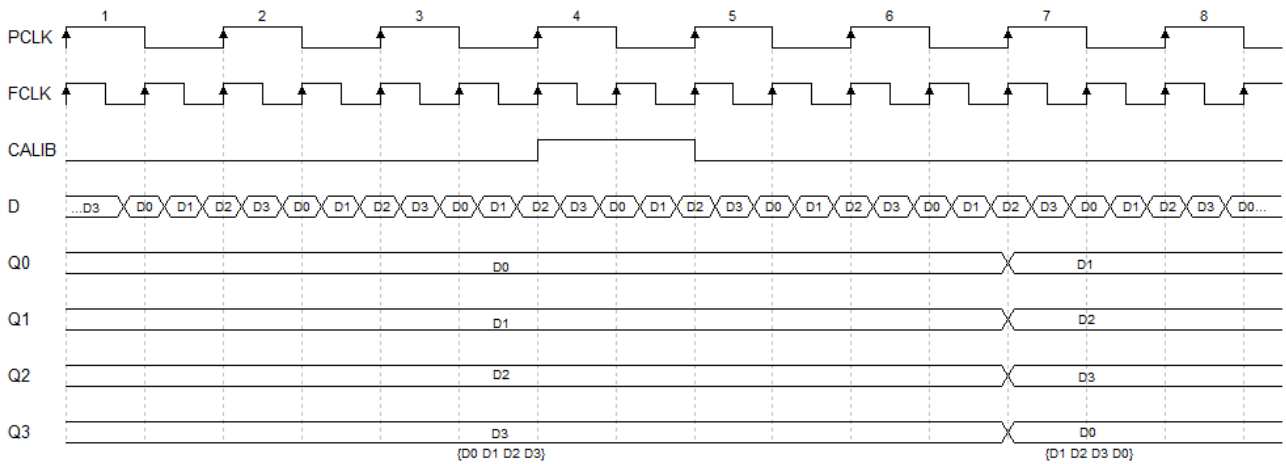 1 2 3 4 5 6 7 8
PCLK
FCLK
CALIB
D ...D3 D0 D1 D2 D3 D0 D1 D2 D3 D0 D1 D2 D3 D0 D1 D2 D3 D0 D1 D2 D3 D0 D1 D2 D3 D0 D1 D2 D3 D0...
Q0 D0 D1
Q1 D1 D2
Q2 D2 D3
Q3 D3 D0
{D0 D1 D2 D3} {D1 D2 D3 D0}